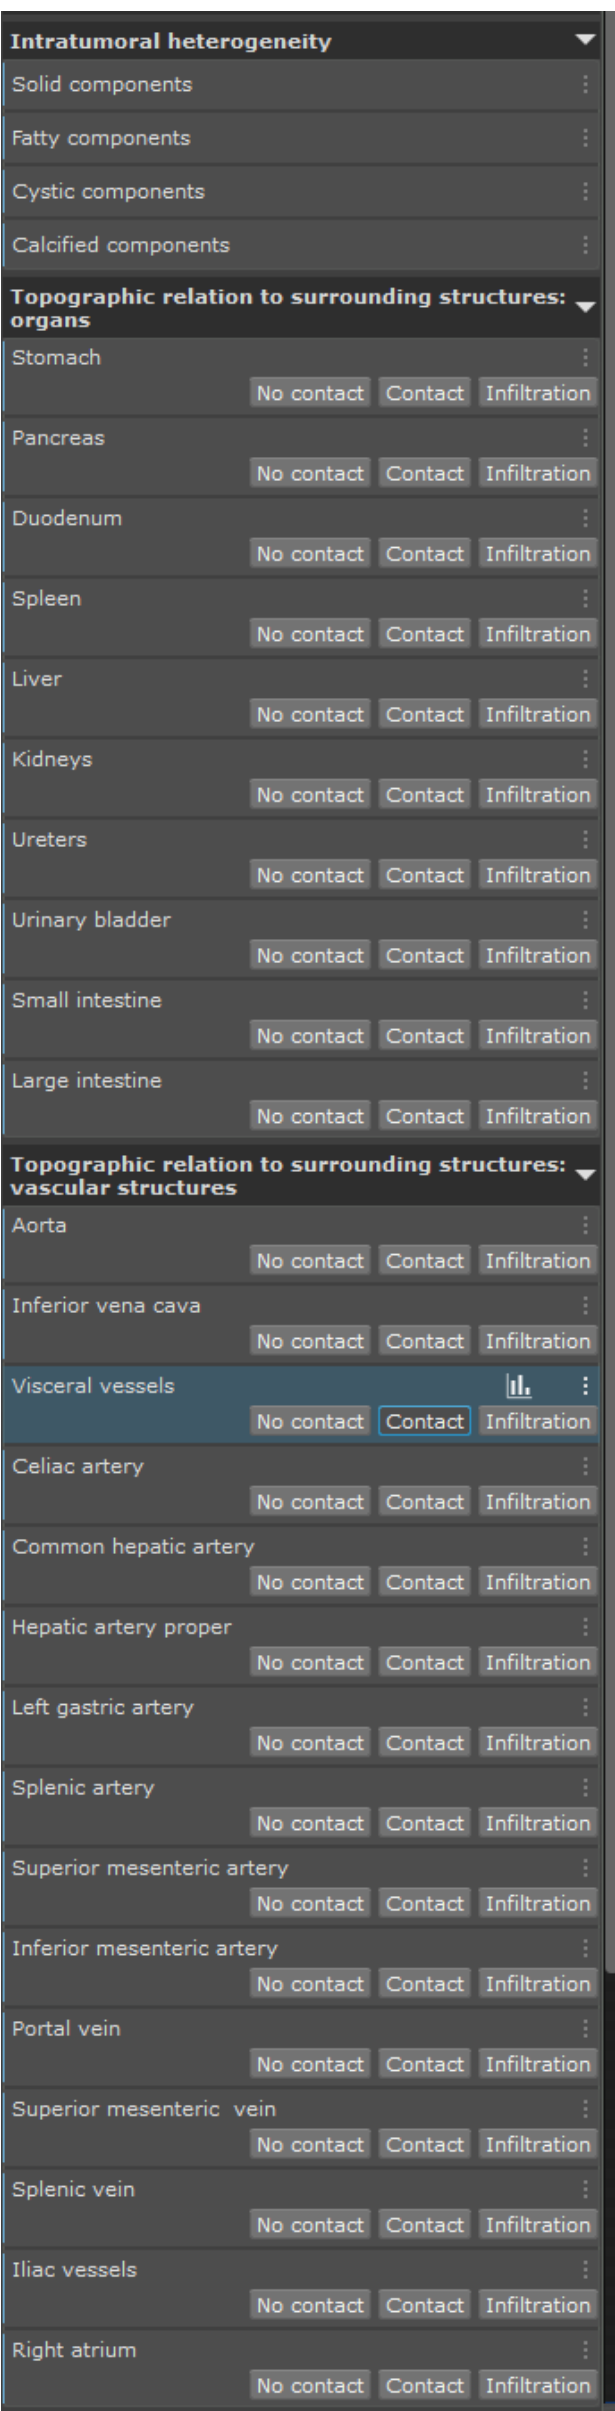 Intratumoral heterogeneity
Solid components
Fatty components
Cystic components
Calcified components
Topographic relation to surrounding structures:
organs
Stomach
No contact Contact Infiltration
Pancreas
No contact Contact Infiltration
Duodenum
No contact Contact Infiltration
Spleen
No contact Contact Infiltration
Liver
No contact Contact Infiltration
Kidneys
No contact Contact Infiltration
Ureters
No contact Contact Infiltration
Urinary bladder
No contact Contact Infiltration
Small intestine
No contact Contact Infiltration
Large intestine
No contact Contact Infiltration
Topographic relation to surrounding structures:
vascular structures
Aorta
No contact Contact Infiltration
Inferior vena cava
No contact Contact Infiltration
Visceral vessels
No contact Contact Infiltration
Celiac artery
No contact Contact Infiltration
Common hepatic artery
No contact Contact Infiltration
Hepatic artery proper
No contact Contact Infiltration
Left gastric artery
No contact Contact Infiltration
Splenic artery
No contact Contact Infiltration
Superior mesenteric artery
No contact Contact Infiltration
Inferior mesenteric artery
No contact Contact Infiltration
Portal vein
No contact Contact Infiltration
Superior mesenteric vein
No contact Contact Infiltration
Splenic vein
No contact Contact Infiltration
Iliac vessels
No contact Contact Infiltration
Right atrium
No contact Contact Infiltration